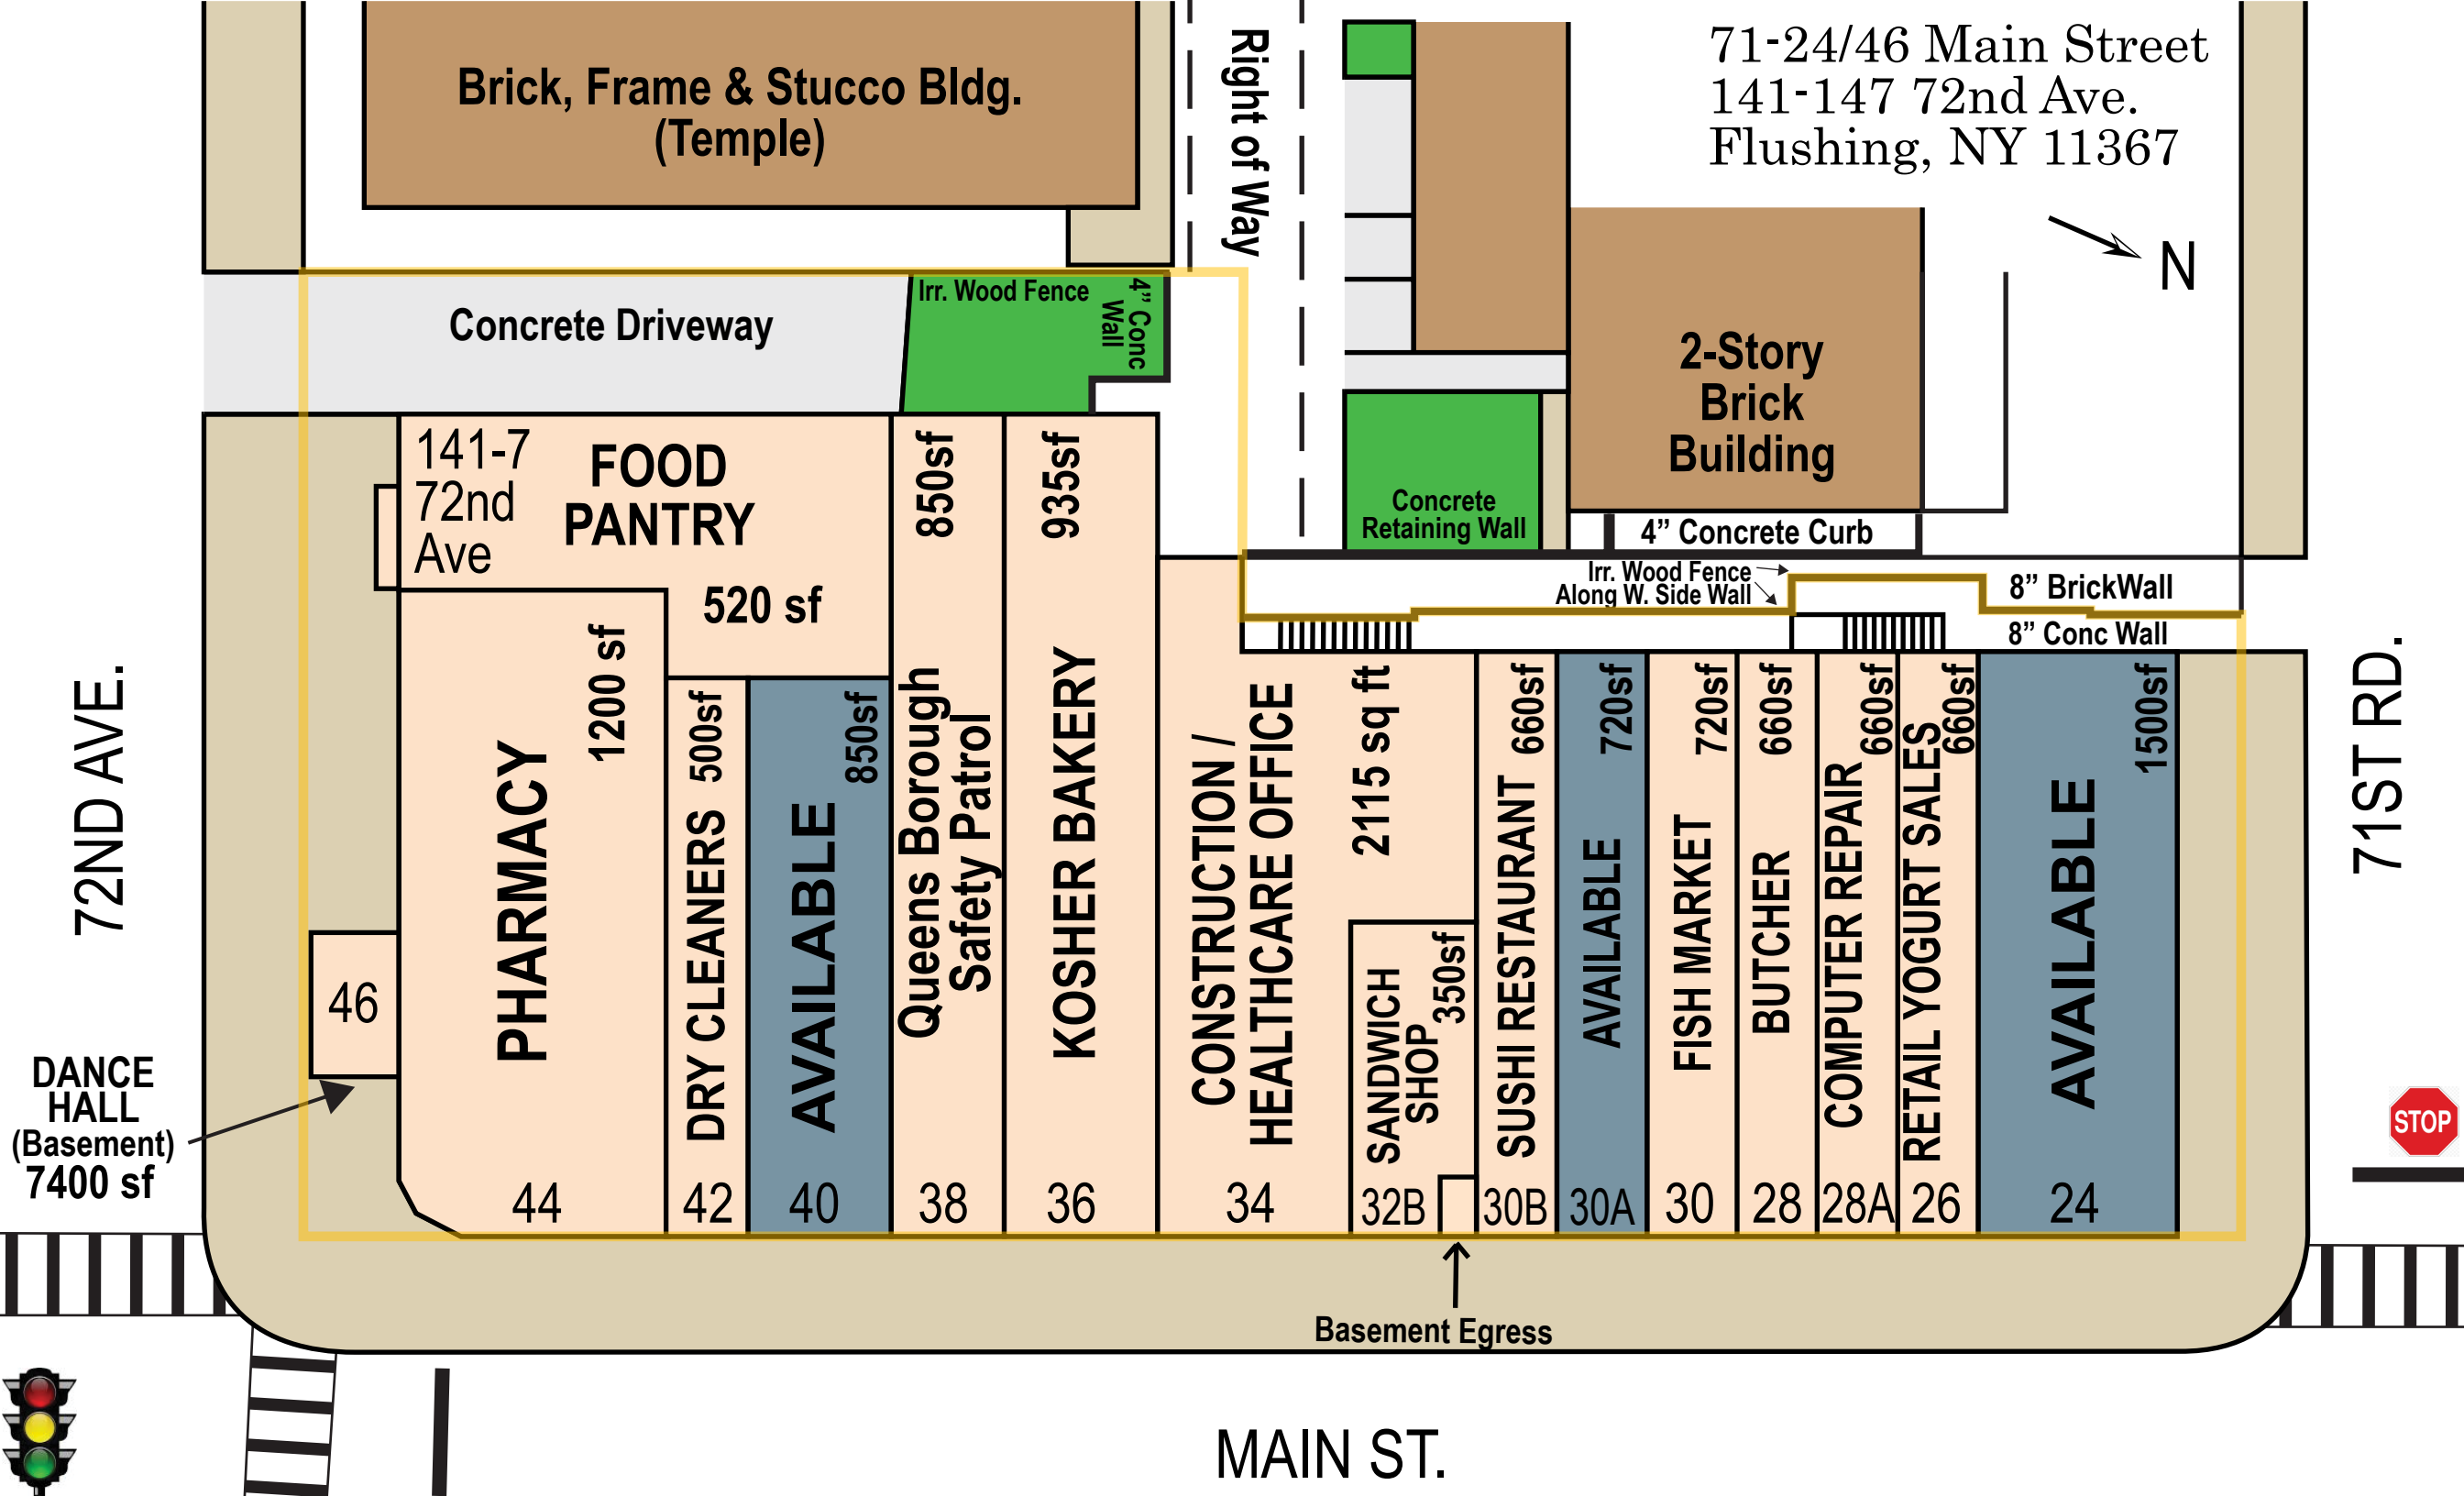 Brick, Frame & Stucco Bldg.
(Temple)
Right of Way
71-24/46 Main Street
141-147 72nd Ave.
Flushing, NY 11367
N
Concrete Driveway
Irr. Wood Fence
4” Conc
Wall
2-Story
Brick
Building
Concrete
Retaining Wall
4” Concrete Curb
Irr. Wood Fence
Along W. Side Wall
8” BrickWall
8” Conc Wall
141-7
72nd
Ave
FOOD
PANTRY
520 sf
72ND AVE.
71ST RD.
PHARMACY
1200 sf
44
DRY CLEANERS 500sf
42
AVAILABLE
850sf
40
Queens Borough
Safety Patrol
850sf
38
KOSHER BAKERY
935sf
36
CONSTRUCTION /
HEALTHCARE OFFICE
2115 sq ft
34
SANDWICH
SHOP
350sf
32B
SUSHI RESTAURANT
660sf
30B
AVAILABLE
720sf
30A
FISH MARKET
720sf
30
BUTCHER
660sf
28
COMPUTER REPAIR
660sf
28A
RETAIL YOGURT SALES
660sf
26
AVAILABLE
1500sf
24
46
DANCE
HALL
(Basement)
7400 sf
STOP
Basement Egress
MAIN ST.